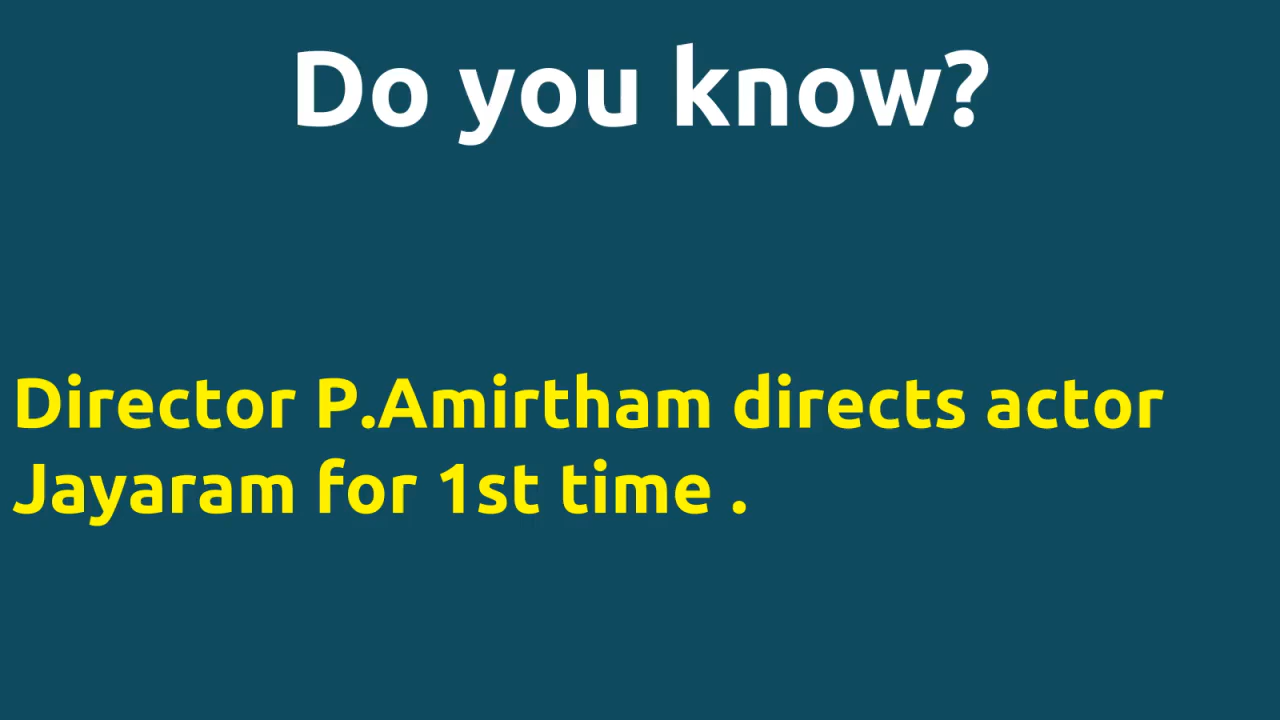 Do you know?
Director P.Amirtham directs actor
Jayaram for 1st time .